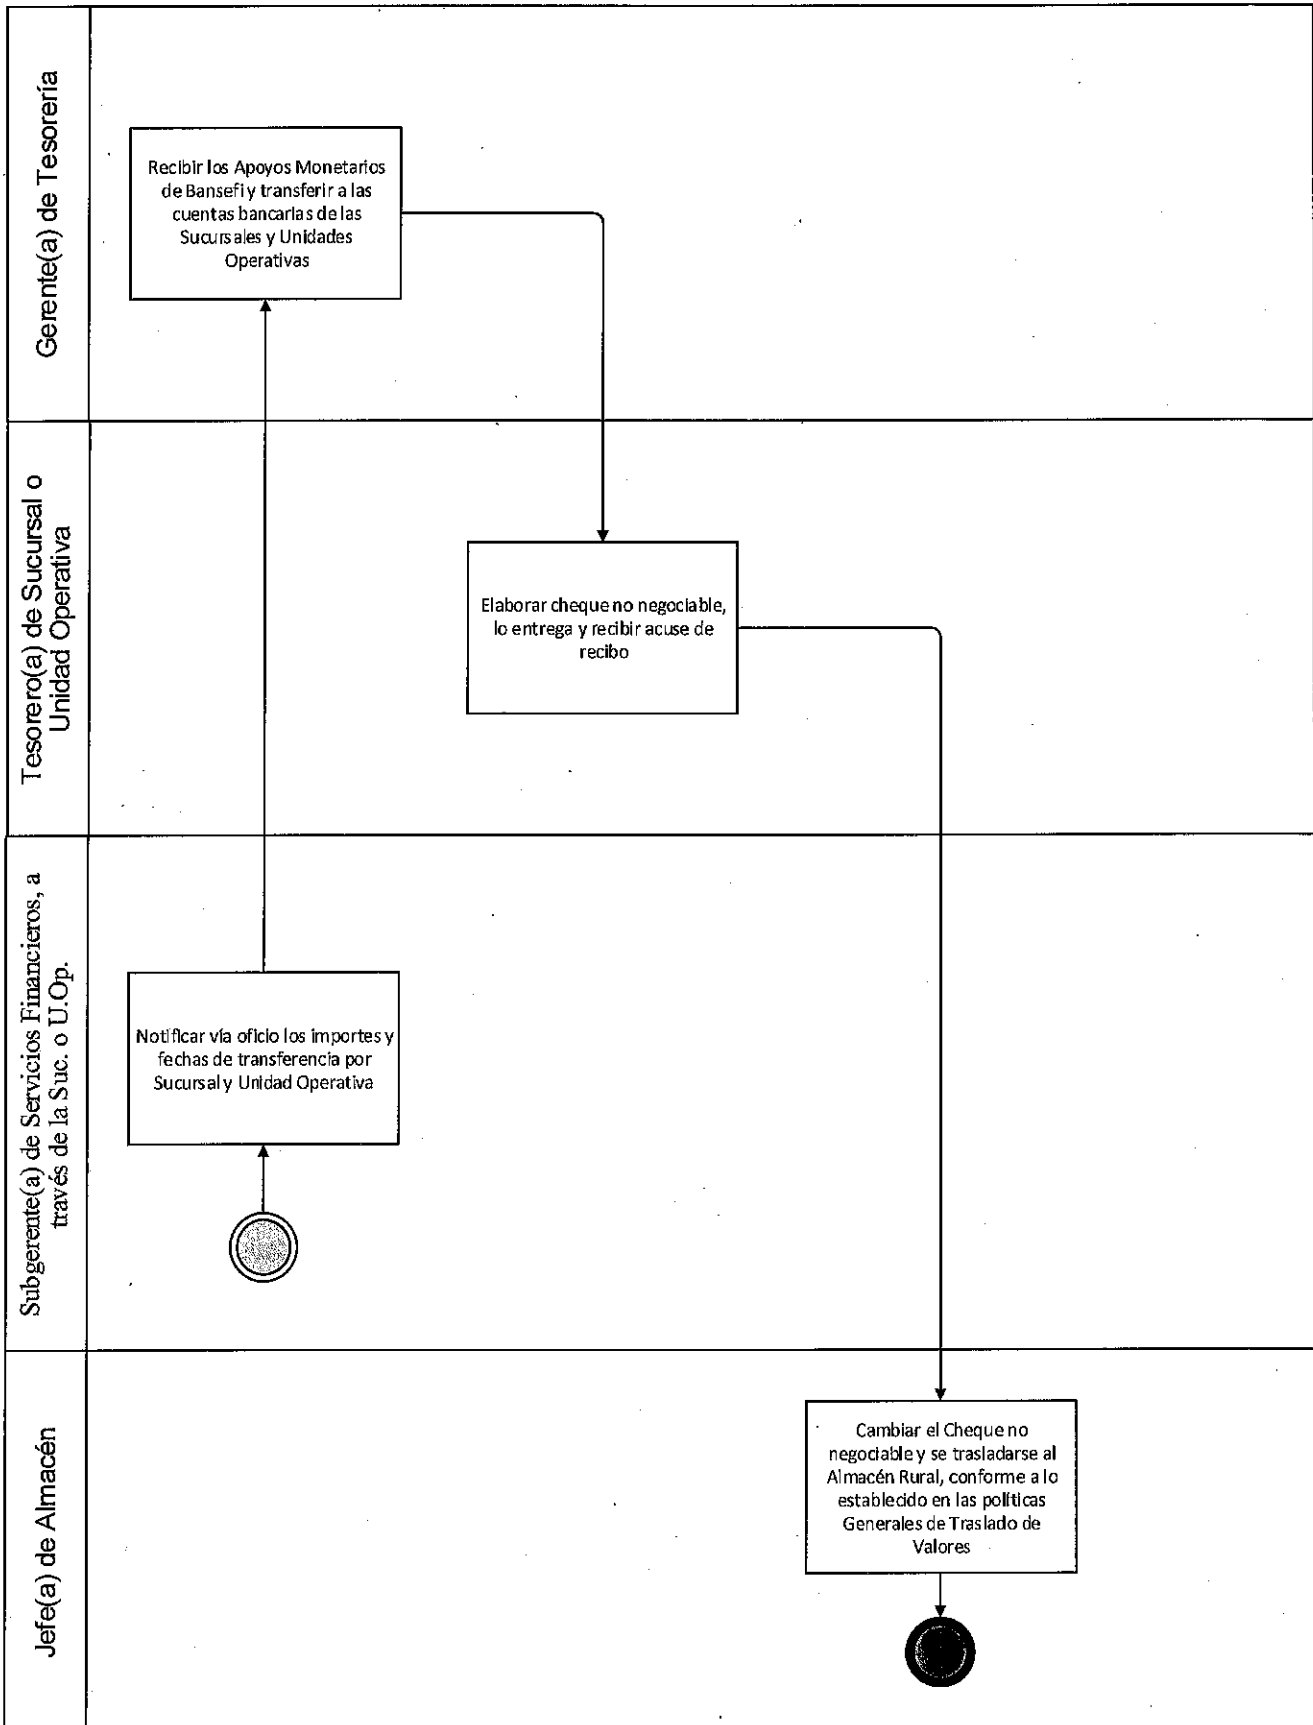 Gerente(a) de Tesorería
Recibir los Apoyos Monetarios
de Bansefi y transferir a las
cuentas bancarias de las
Sucursales y Unidades
Operativas
Tesorero(a) de Sucursal o
Unidad Operativa
Elaborar cheque no negociable,
lo entrega y recibir acuse de
recibo
Subgerente(a) de Servicios Financieros, a
través de la Suc. o U.Op.
Notificar vía oficio los importes y
fechas de transferencia por
Sucursal y Unidad Operativa
Jefe(a) de Almacén
Cambiar el Cheque no
negociable y se trasladarse al
Almacén Rural, conforme a lo
establecido en las políticas
Generales de Traslado de
Valores